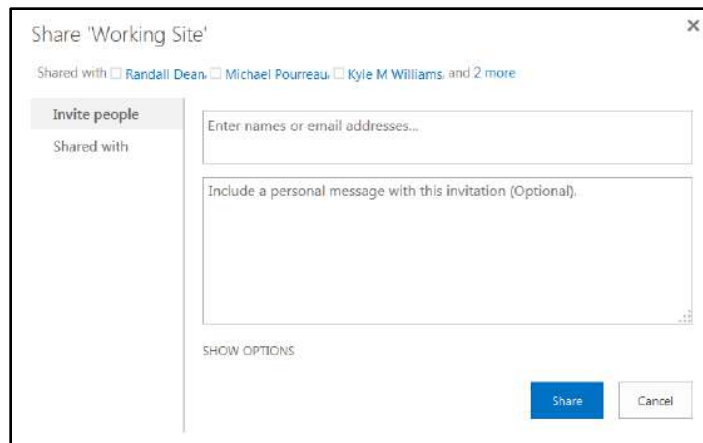 Share 'Working Site'
Shared with Randall Dean, Michael Pourreau, Kyle M Williams, and 2 more
Invite people
Shared with
Enter names or email addresses...
Include a personal message with this invitation (Optional).
SHOW OPTIONS
Share Cancel